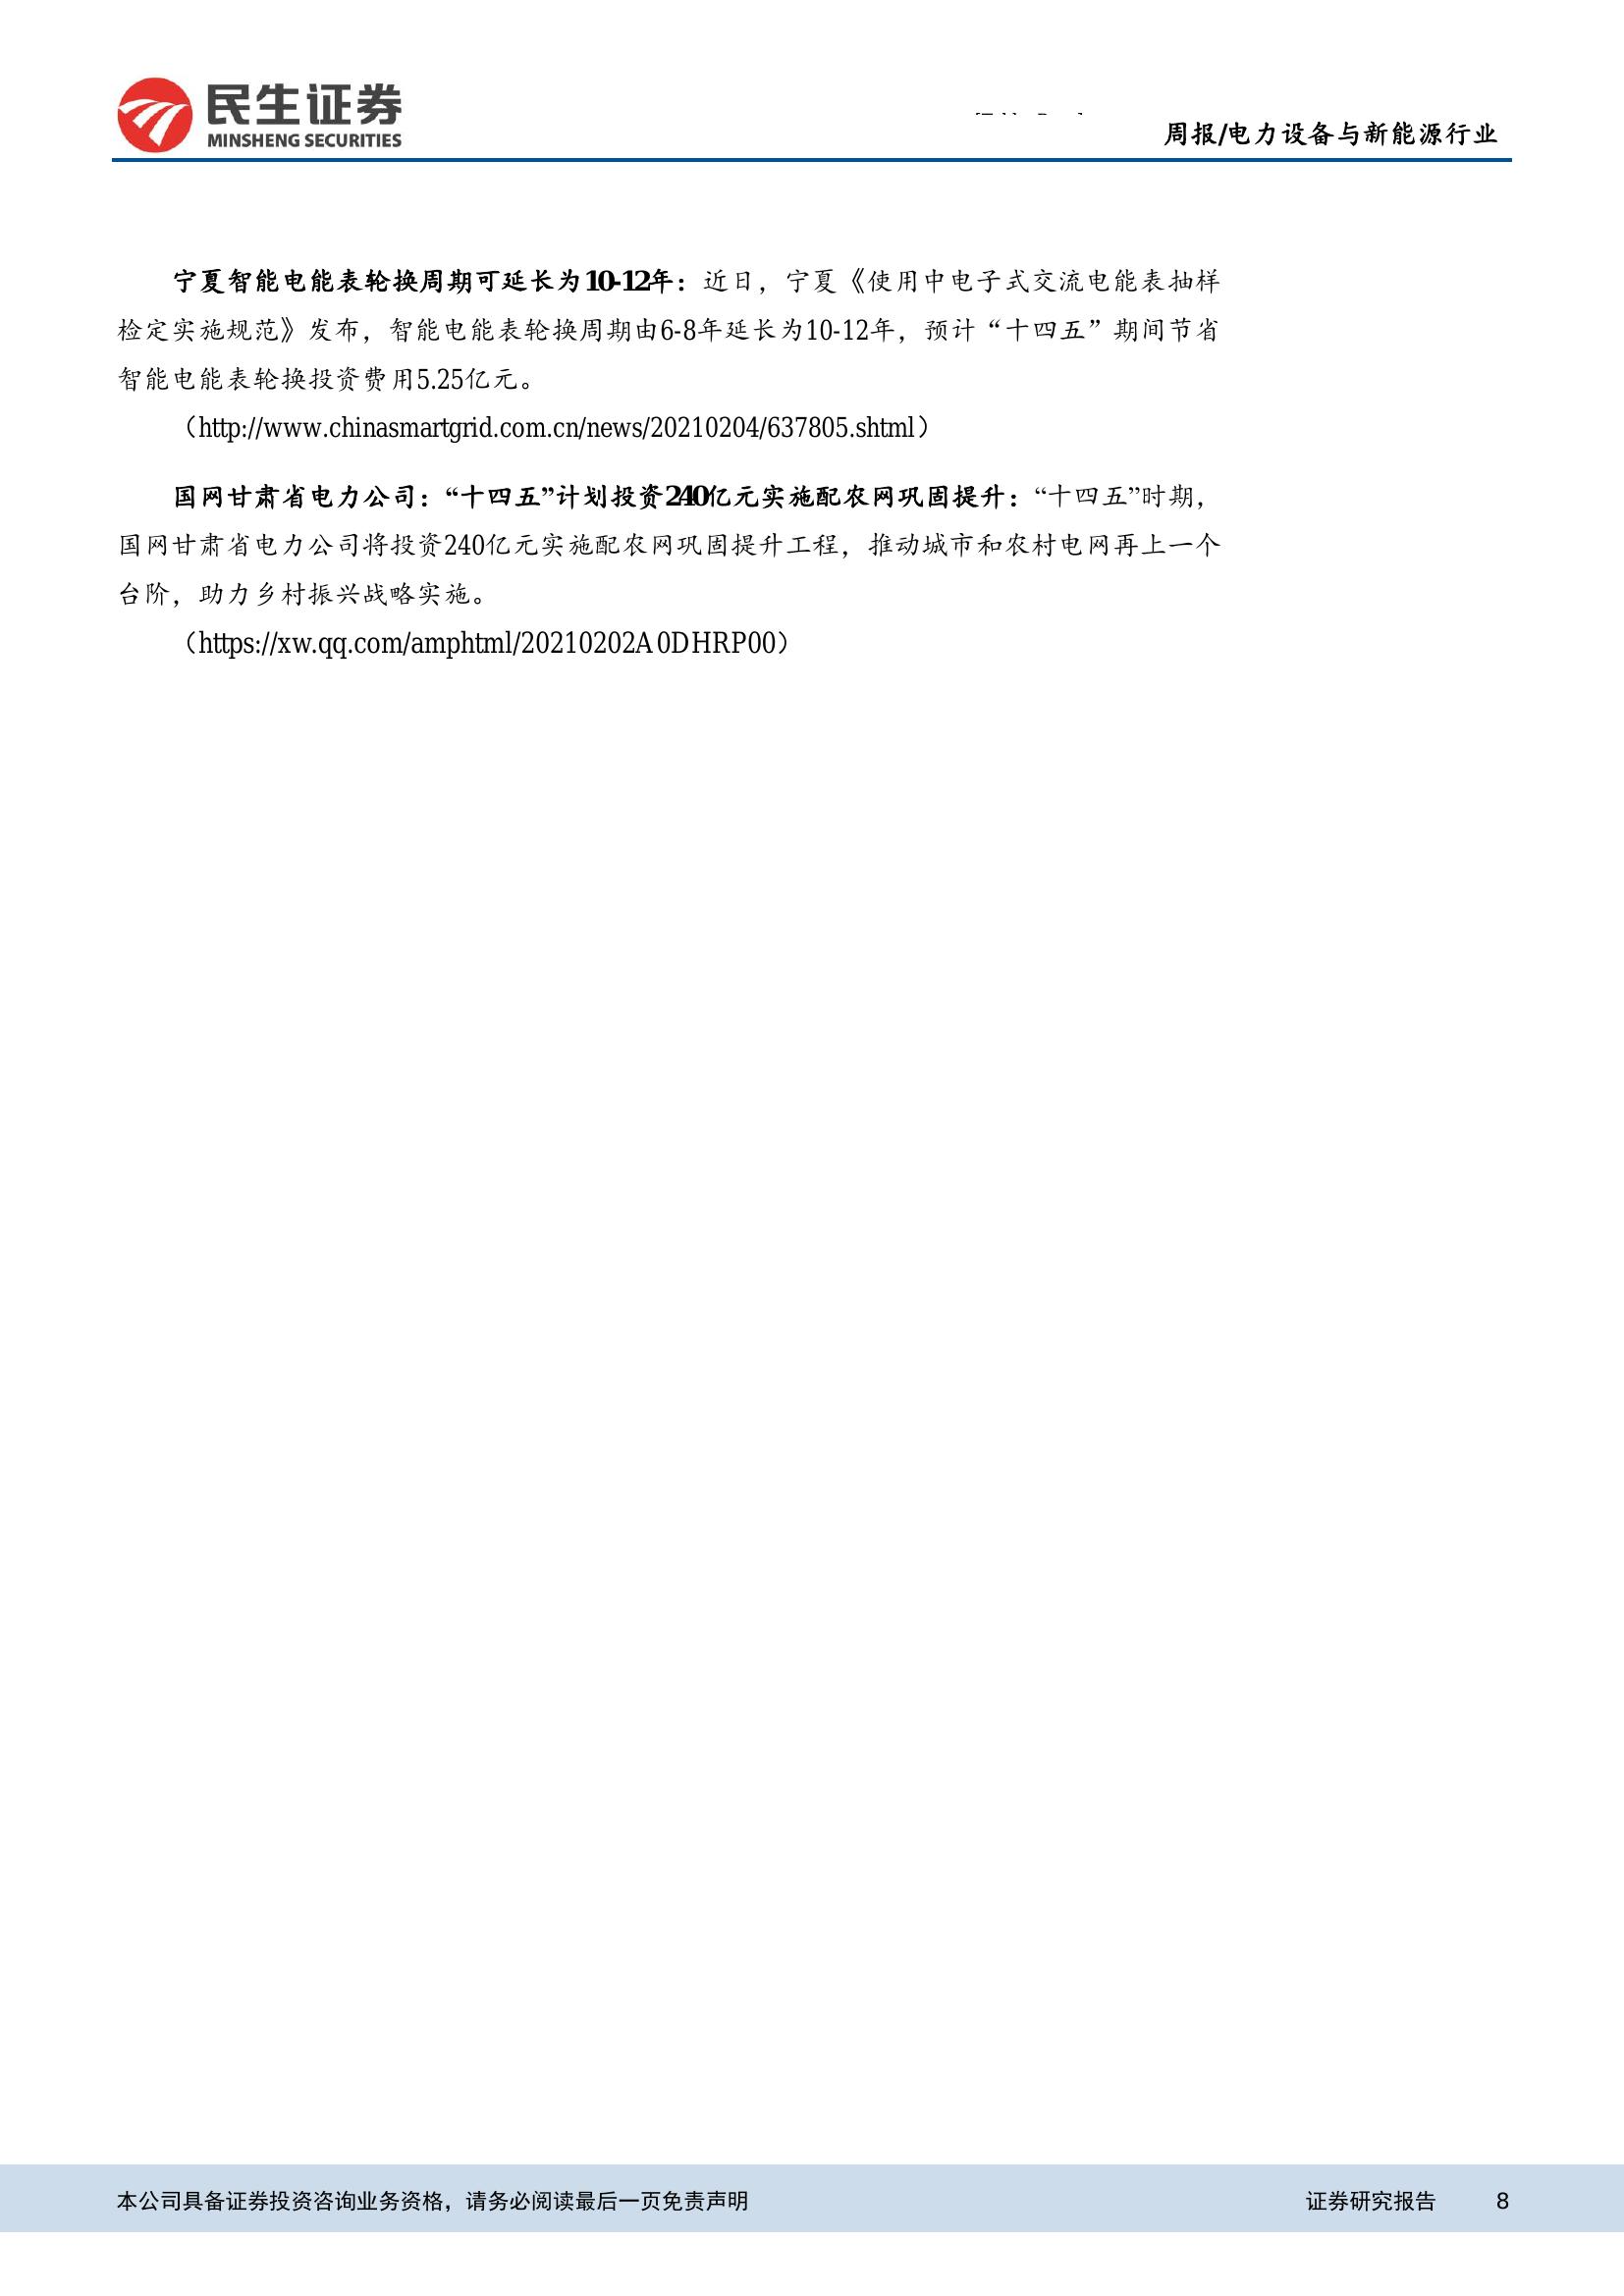 民生证券
MINSHENG SECURITIES
周报/电力设备与新能源行业
宁夏智能电能表轮换周期可延长为10-12年：近日，宁夏《使用中电子式交流电能表抽样
检定实施规范》发布，智能电能表轮换周期由6-8年延长为10-12年，预计“十四五”期间节省
智能电能表轮换投资费用5.25亿元。
（http://www.chinasmartgrid.com.cn/news/20210204/637805.shtml）
国网甘肃省电力公司：“十四五”计划投资240亿元实施配农网巩固提升：“十四五”时期，
国网甘肃省电力公司将投资240亿元实施配农网巩固提升工程，推动城市和农村电网再上一个
台阶，助力乡村振兴战略实施。
（https://xw.qq.com/amphtml/20210202A0DHRP00）
本公司具备证券投资咨询业务资格，请务必阅读最后一页免责声明
证券研究报告 8